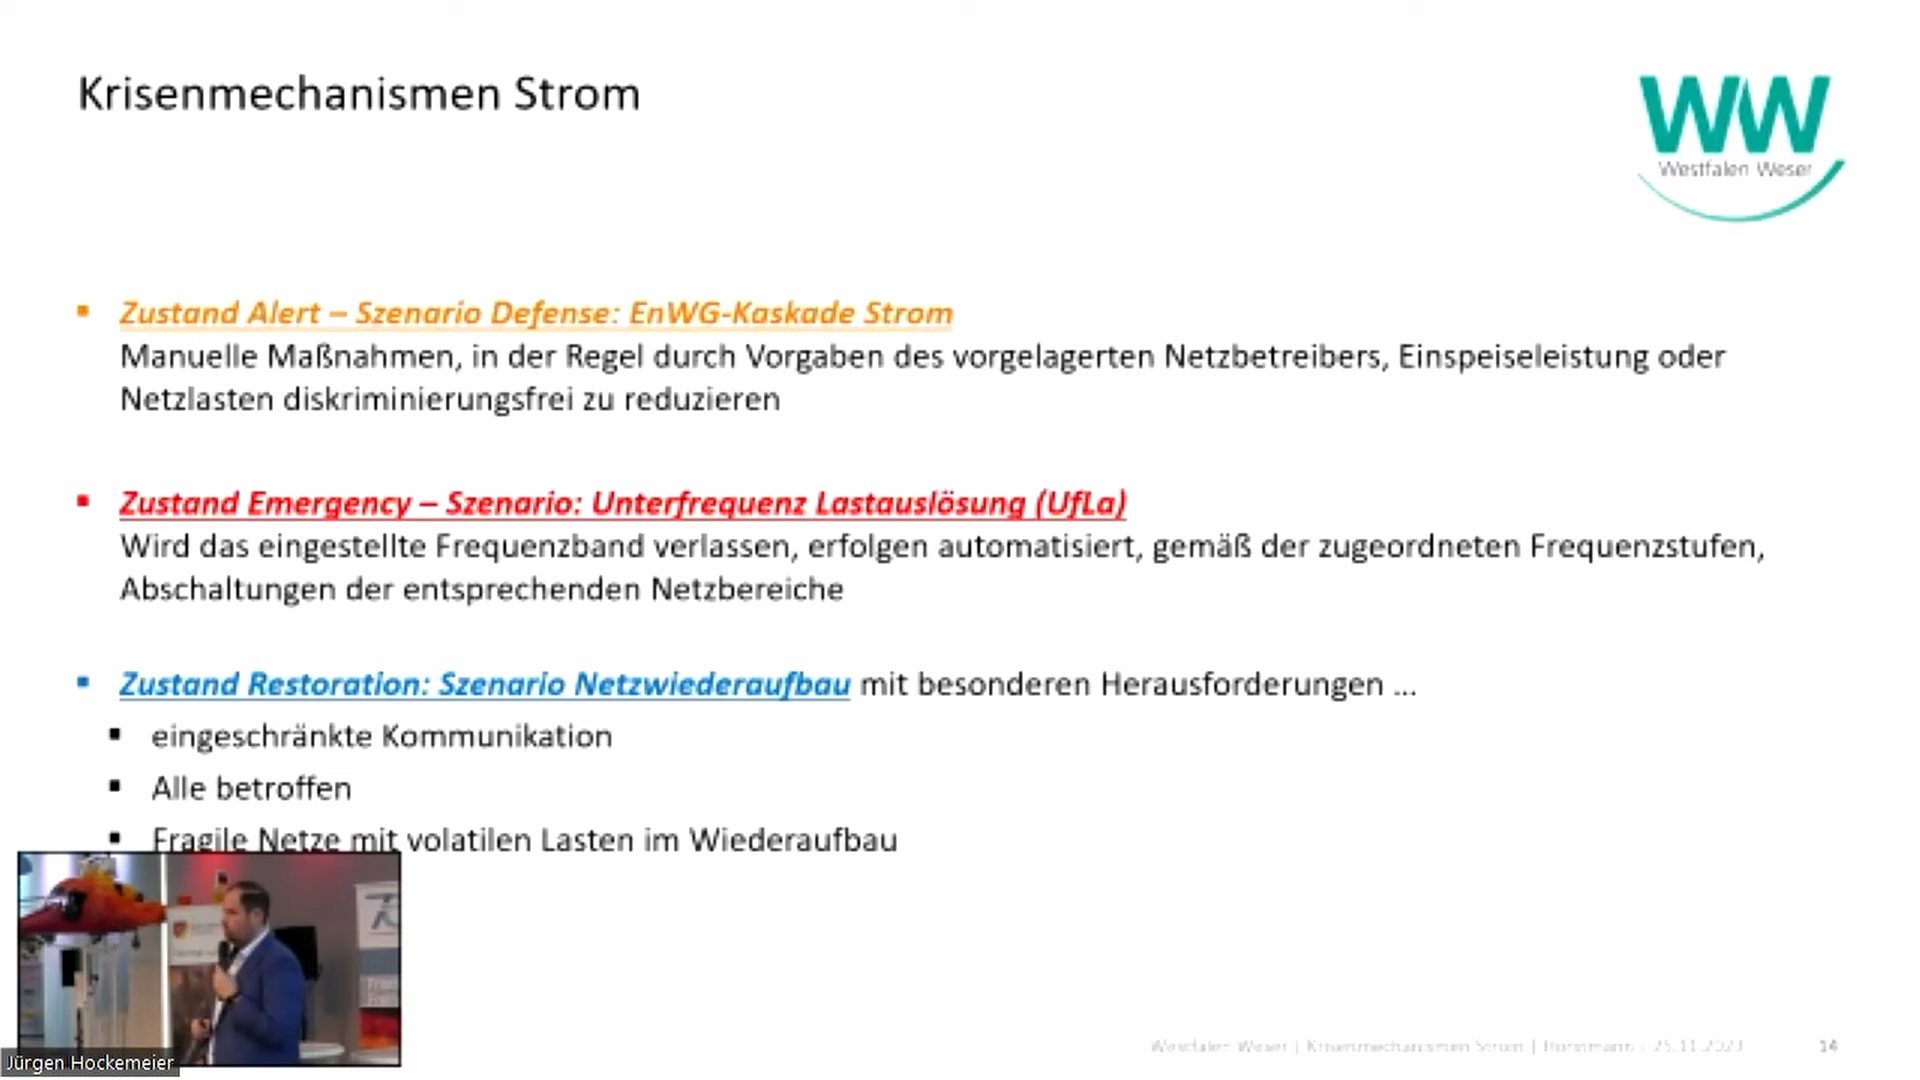 Krisenmechanismen Strom
WW
Westfalen Weser
Zustand Alert – Szenario Defense: EnWG-Kaskade Strom
Manuelle Maßnahmen, in der Regel durch Vorgaben des vorgelagerten Netzbetreibers, Einspeiseleistung oder
Netzlasten diskriminierungsfrei zu reduzieren
Zustand Emergency – Szenario: Unterfrequenz Lastauslösung (UfLa)
Wird das eingestellte Frequenzband verlassen, erfolgen automatisiert, gemäß der zugeordneten Frequenzstufen,
Abschaltungen der entsprechenden Netzbereiche
Zustand Restoration: Szenario Netzwiederaufbau mit besonderen Herausforderungen ...
eingeschränkte Kommunikation
Alle betroffen
Fragile Netze mit volatilen Lasten im Wiederaufbau
Jürgen Hockemeier
Westfalen Weser | Krisenmechanismen Strom | Horstmann | 25.11.2023 14